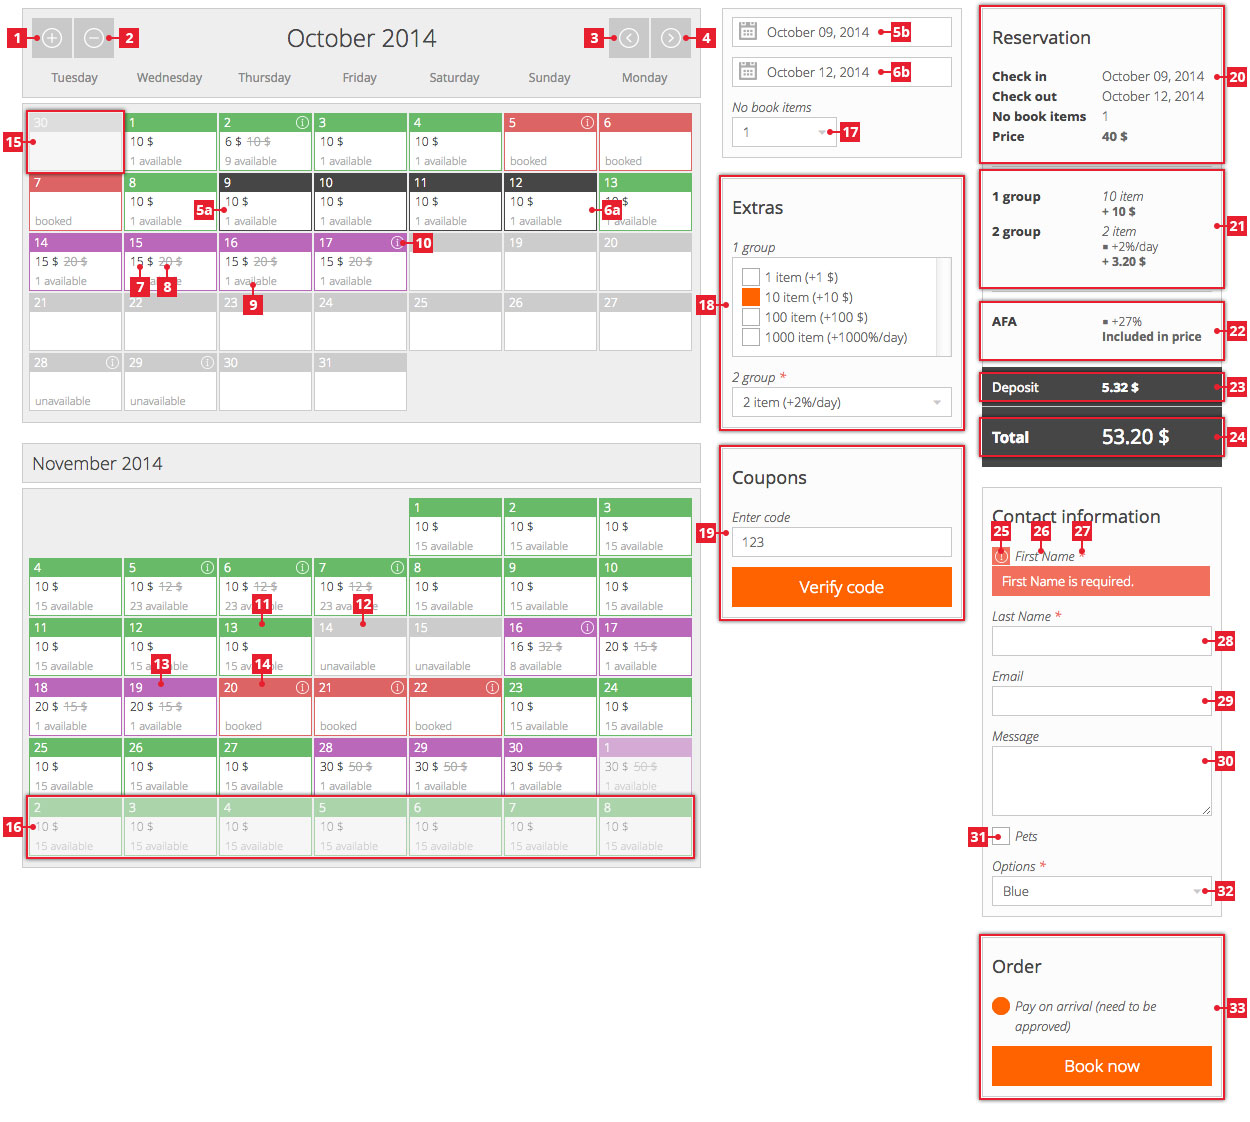 1 2 October 2014 3 4
Tuesday Wednesday Thursday Friday Saturday Sunday Monday
15
30 1 2 3 4 5 6
10 $ 6 $ 10 $ 10 $ 10 $
1 available 9 available 1 available 1 available booked booked
7 8 9 10 11 12 13
10 $ 10 $ 10 $ 10 $ 10 $ $
booked 1 available 5a 1 available 1 available 1 available 1 available 6a available
14 15 16 17 10 19 20
15 $ 20 $ 15 $ 20 $ 15 $ 20 $ 15 $ 20 $
1 available 7 8 1 available 1 available
9
21 22 23 24 25 26 27
28 29 30 31
unavailable unavailable
November 2014
1 2 3
10 $ 10 $ 10 $
15 available 15 available 15 available
4 5 6 7 8 9 10
10 $ 10 $ 12 $ 10 $ 12 $ 10 $ 12 $ 10 $ 10 $ 10 $
15 available 23 available 23 11 23 available 12 15 available 15 available 15 available
11 12 13 14 15 16 17
10 $ 10 $ 10 $ 16 $ 32 $ 20 $ 15 $
15 available 15 available 15 available unavailable unavailable 8 available 1 available
13 14
18 19 20 21 22 23 24
20 $ 15 $ 20 $ 15 $ 10 $ 10 $
1 available 1 available booked booked booked 15 available 15 available
25 26 27 28 29 30 1
10 $ 10 $ 10 $ 30 $ 50 $ 30 $ 50 $ 30 $ 50 $ 30 $ 50 $
15 available 15 available 15 available 1 available 1 available 1 available 1 available
16
2 3 4 5 6 7 8
10 $ 10 $ 10 $ 10 $ 10 $ 10 $ 10 $
15 available 15 available 15 available 15 available 15 available 15 available 15 available
October 09, 2014 5b
October 12, 2014 6b
No book items
1 17
Extras
1 group
1 item (+1 $)
10 item (+10 $)
18
100 item (+100 $)
1000 item (+1000%/day)
2 group *
2 item (+2%/day)
Coupons
Enter code
19
123
Verify code
Reservation
Check in October 09, 2014 20
Check out October 12, 2014
No book items 1
Price 40 $
1 group 10 item
+ 10 $
21
2 group 2 item
+2%/day
+ 3.20 $
AFA +27%
22
Included in price
Deposit 5.32 $ 23
Total 53.20 $ 24
Contact information
25 26 27
First Name *
First Name is required.
Last Name *
28
Email
29
Message
30
31 Pets
Options *
Blue 32
Order
Pay on arrival (need to be
approved)
33
Book now